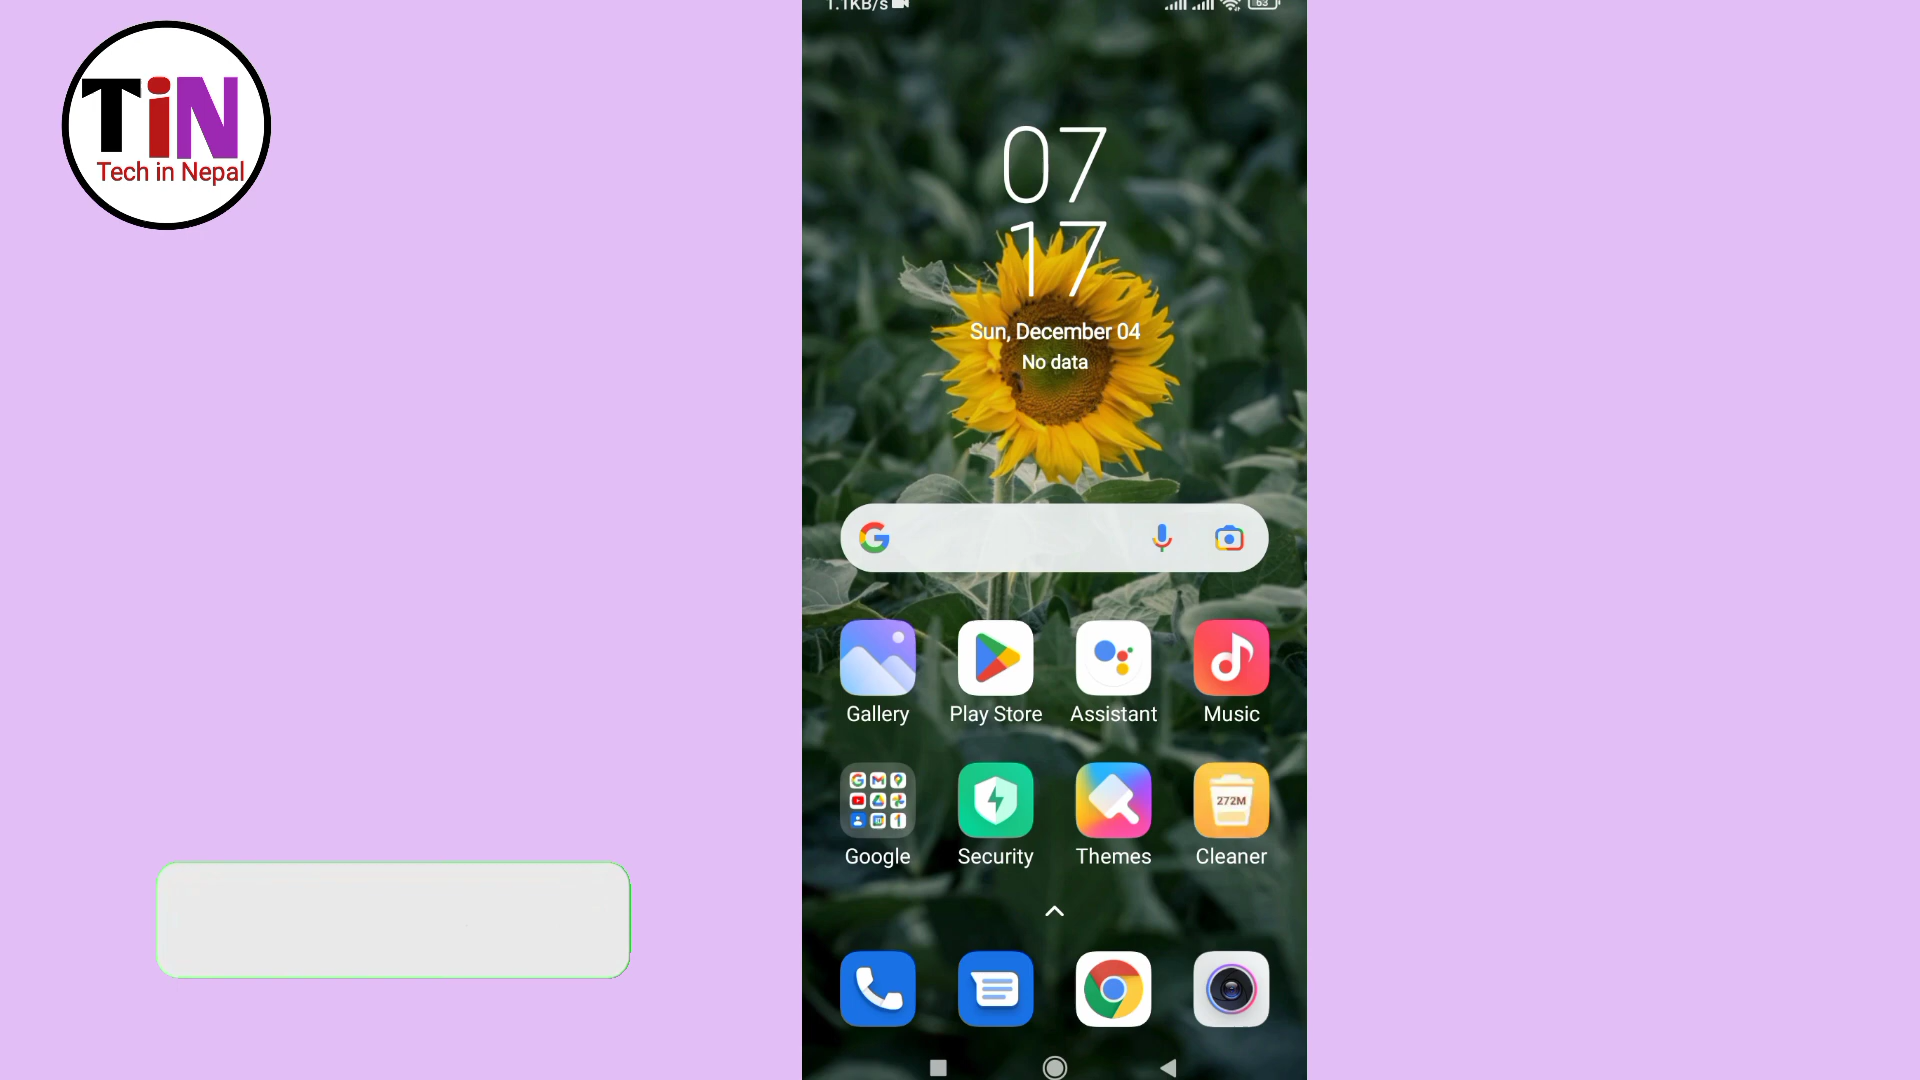 TiN
Tech in Nepal
1.1KB/s
63
07
17
Sun, December 04
No data
Gallery
Play Store
Assistant
Music
272M
Google
Security
Themes
Cleaner